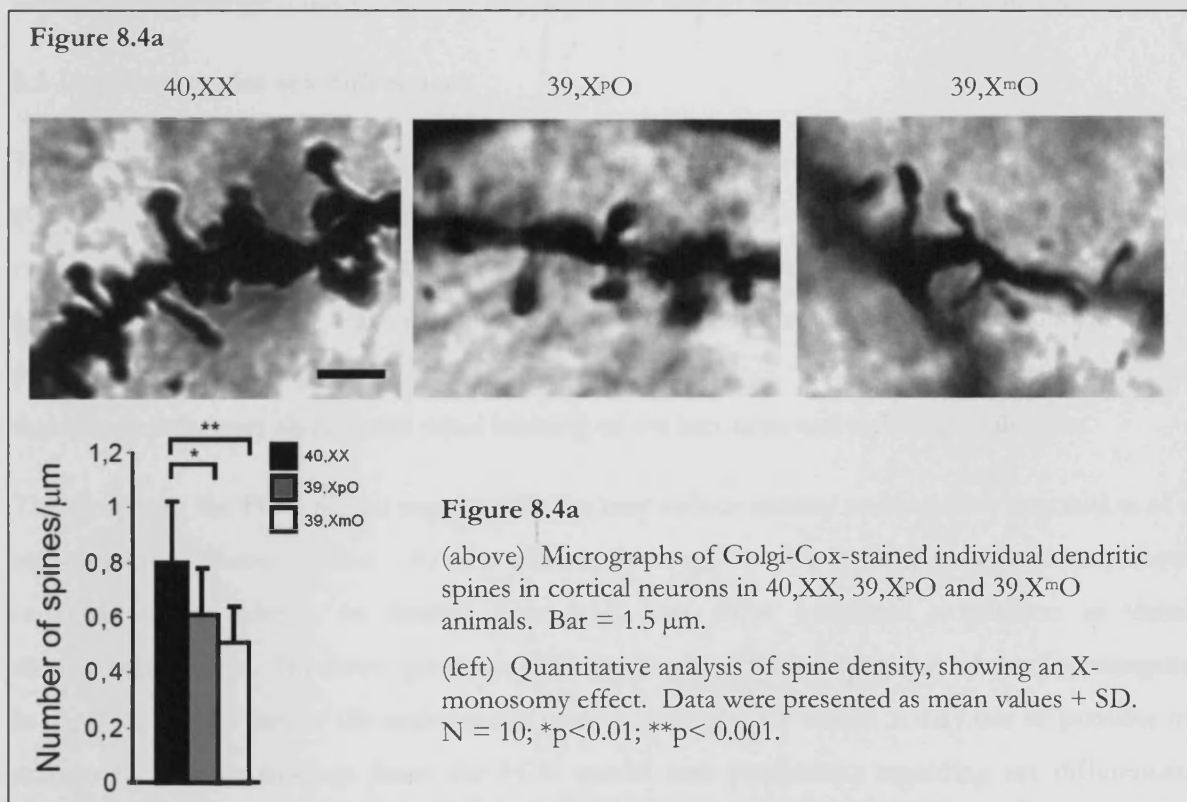 Figure 8.4a
40,XX
39,XᵖO
39,XᵐO
Number of spines/μm
1,2
1
0,8
0,6
0,4
0,2
0
**
*
40,XX
39,XpO
39,XmO
Figure 8.4a
(above) Micrographs of Golgi-Cox-stained individual dendritic
spines in cortical neurons in 40,XX, 39,XᵖO and 39,XᵐO
animals. Bar = 1.5 μm.
(left) Quantitative analysis of spine density, showing an X-
monosomy effect. Data were presented as mean values + SD.
N = 10; *p<0.01; **p< 0.001.